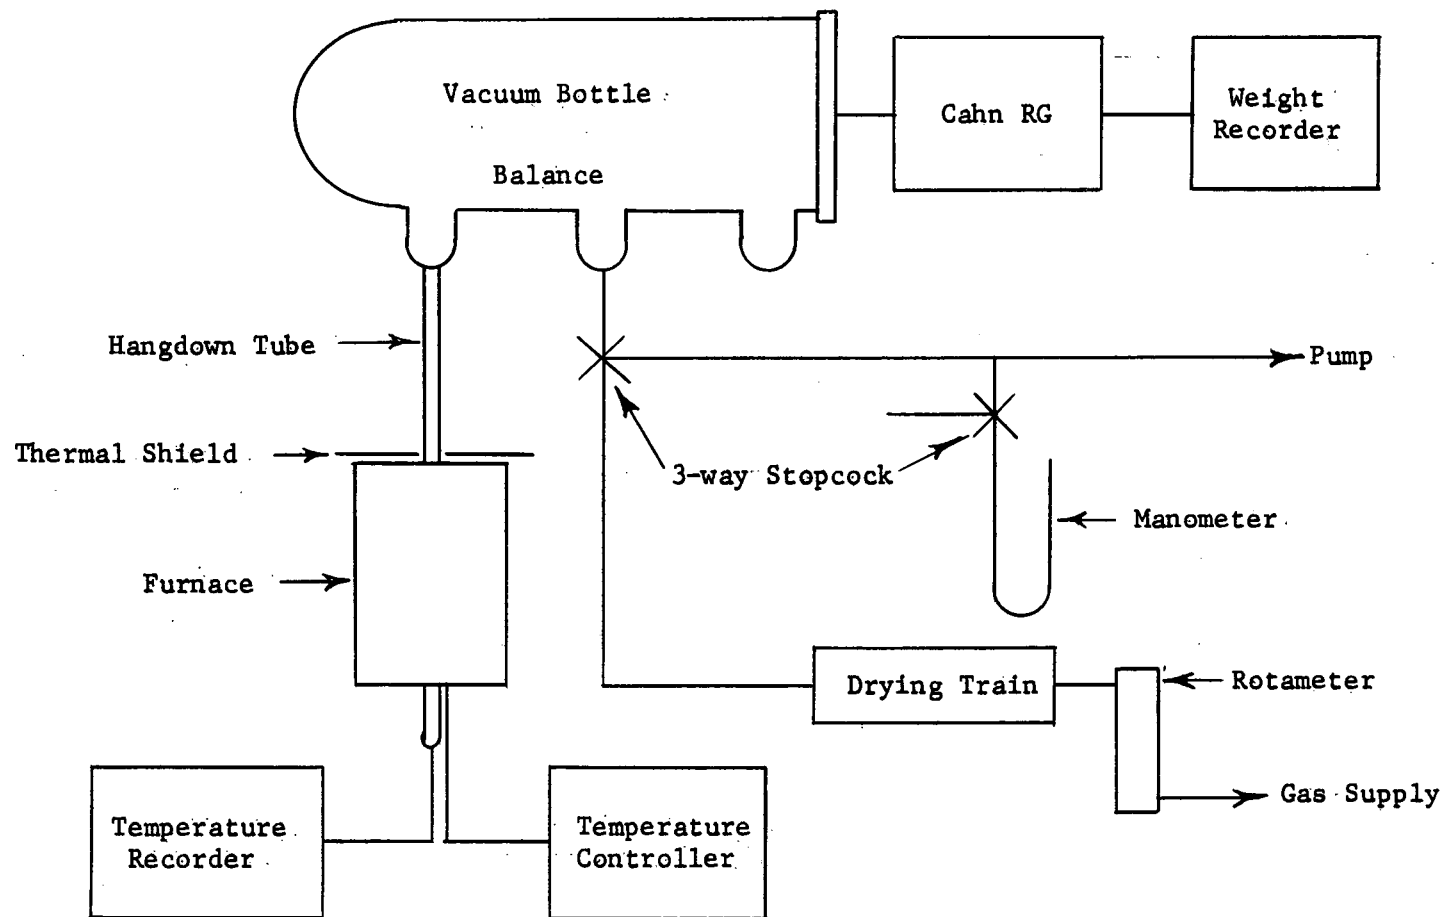 Vacuum Bottle
Balance
Cahn RG
Weight
Recorder
Hangdown Tube
Pump
Thermal Shield
3-way Stopcock
Manometer
Furnace
Drying Train
Rotameter
Gas Supply
Temperature
Recorder
Temperature
Controller